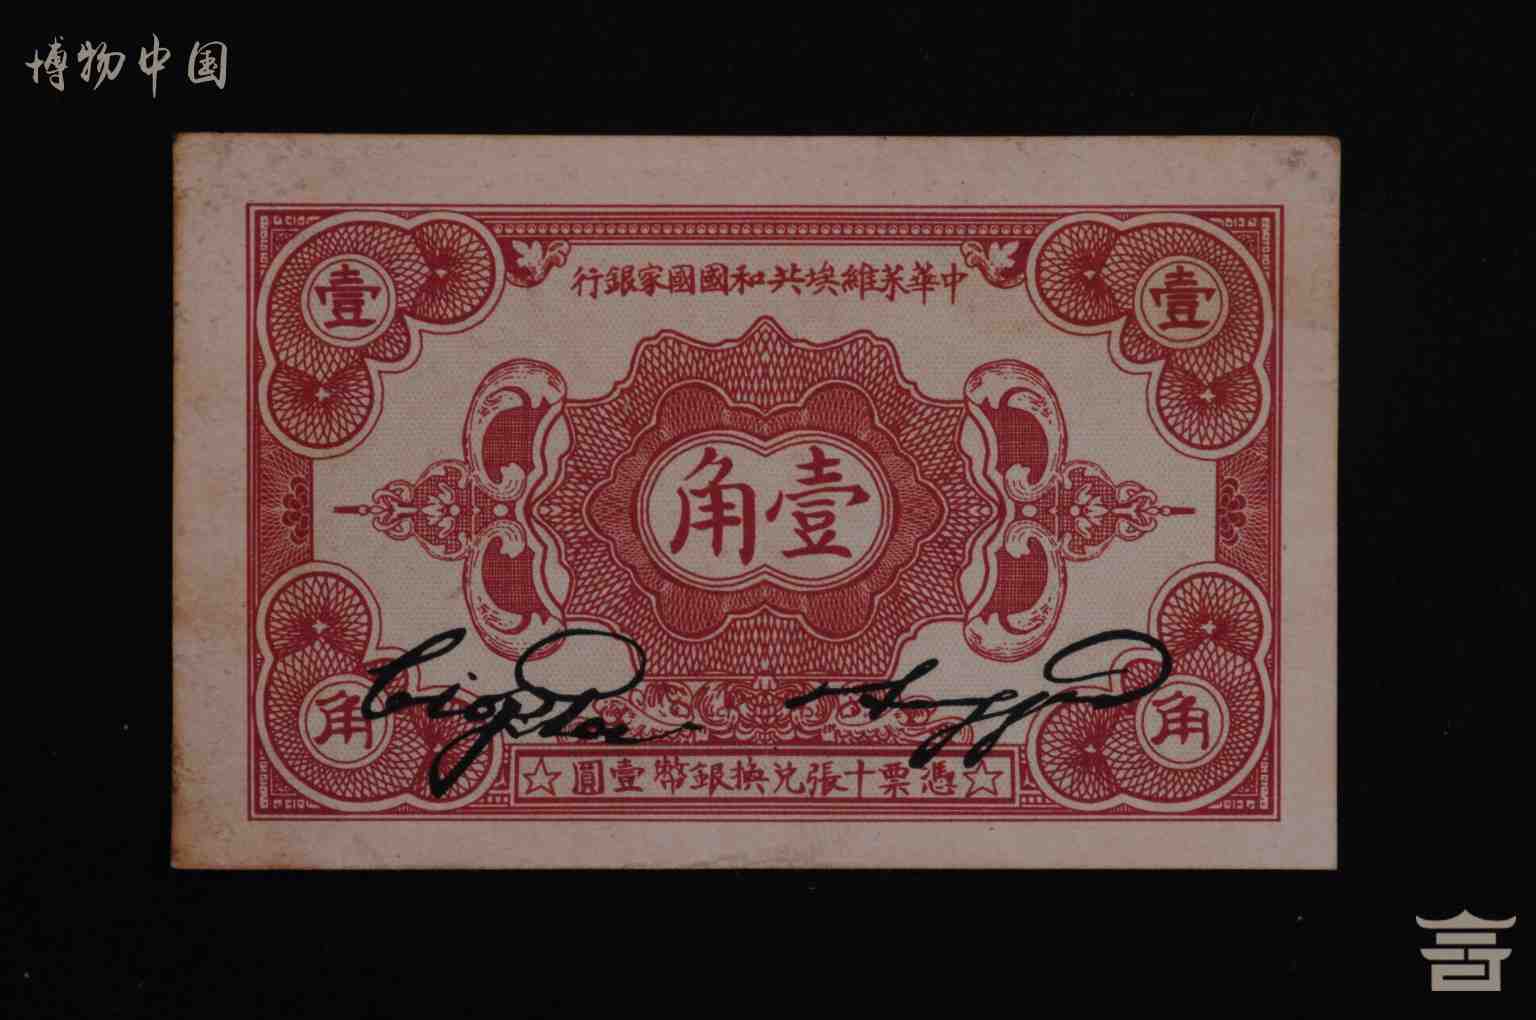 博物中国
壹
壹
中華苏維埃共和國國家銀行
壹角
角
角
憑票十張兌換銀幣壹圓